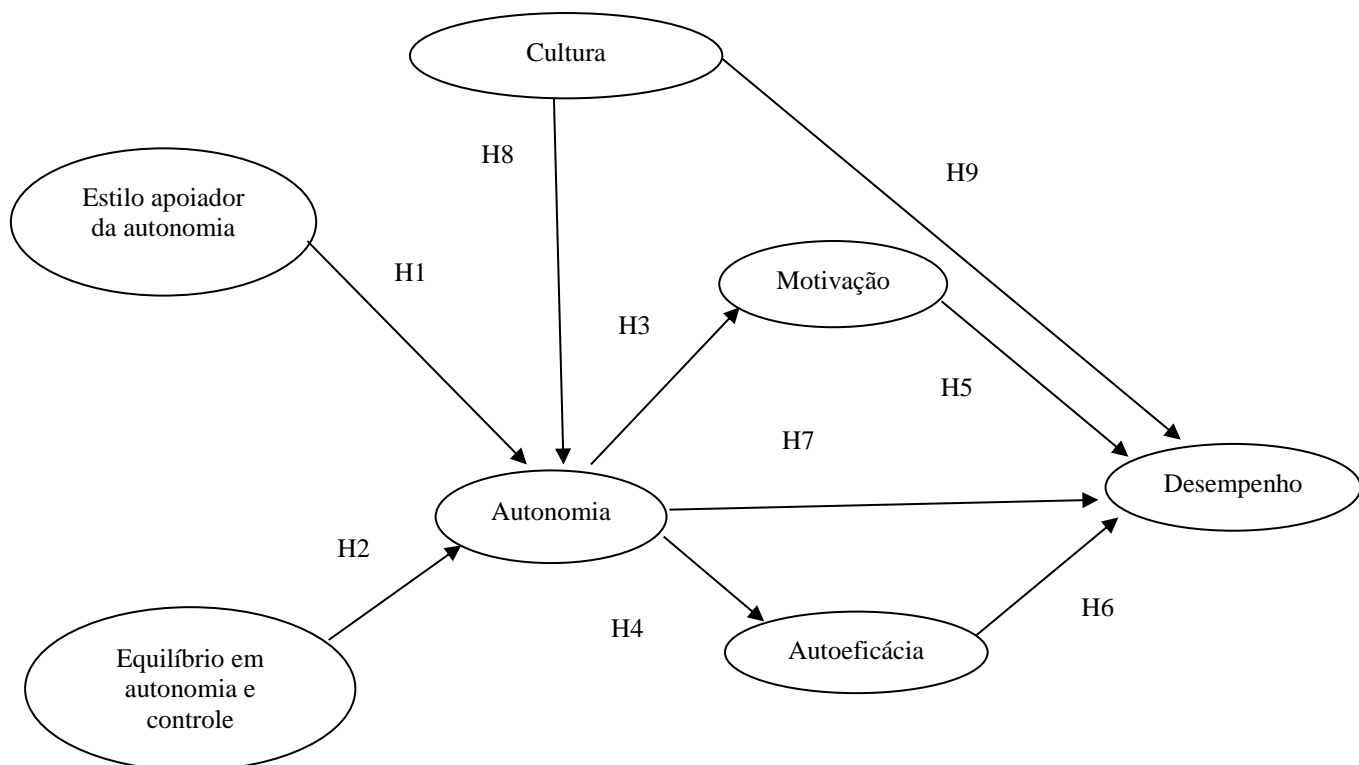 Cultura
H8
H9
Estilo apoiador
da autonomia
H1
Motivação
H3
H5
H7
Desempenho
Autonomia
H2
H4
H6
Autoeficácia
Equilíbrio em
autonomia e
controle